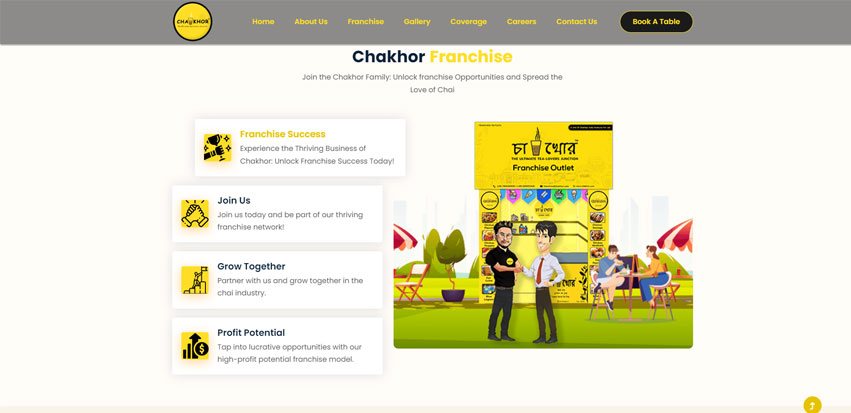 CHAKHOR
Home
About Us
Franchise
Gallery
Coverage
Careers
Contact Us
Book A Table
Chakhor Franchise
Join the Chakhor Family: Unlock franchise Opportunities and Spread the
Love of Chai
Franchise Success
Experience the Thriving Business of
Chakhor: Unlock Franchise Success Today!
Join Us
Join us today and be part of our thriving
franchise network!
Grow Together
Partner with us and grow together in the
chai industry.
Profit Potential
Tap into lucrative opportunities with our
high-profit potential franchise model.
চা খোর
THE ULTIMATE TEA-LOVERS JUNCTION
Franchise Outlet
চা খোর